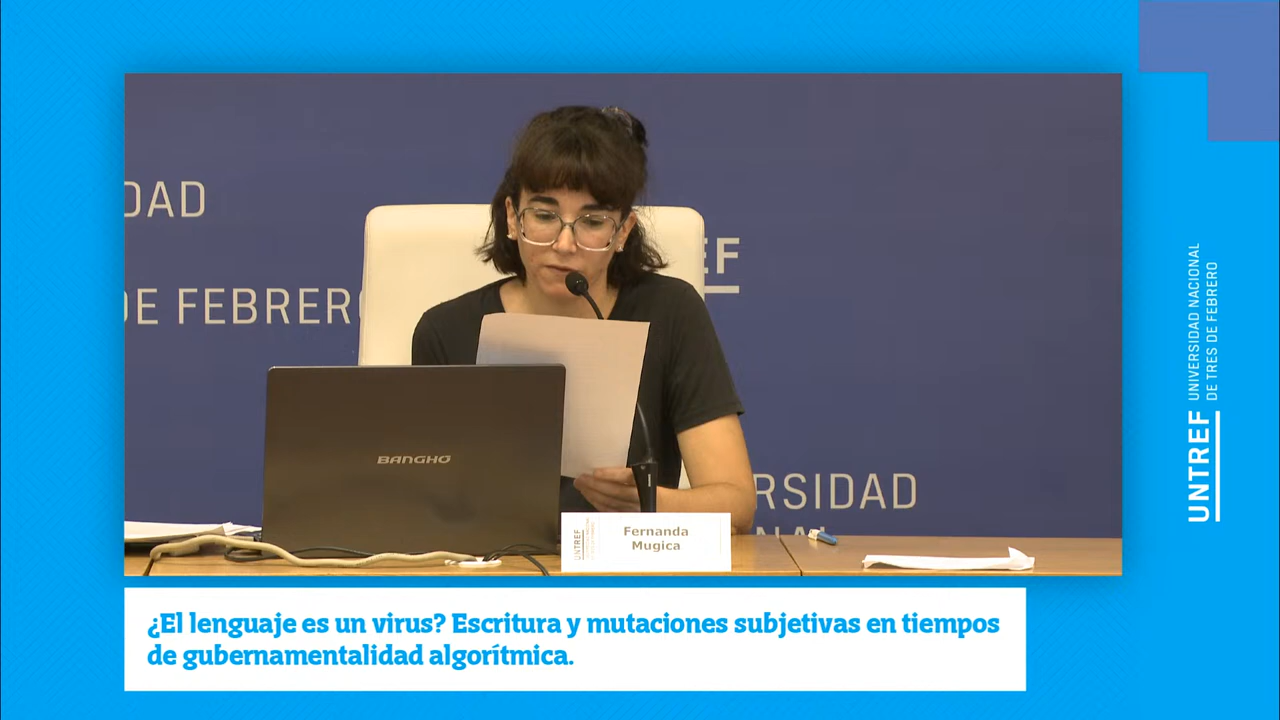 DAD
DE FEBRERO
EF
RSIDAD
BANGHO
UNTREF
Fernanda
Mugica
¿El lenguaje es un virus? Escritura y mutaciones subjetivas en tiempos
de gubernamentalidad algorítmica.
UNTREF
UNIVERSIDAD NACIONAL
DE TRES DE FEBRERO